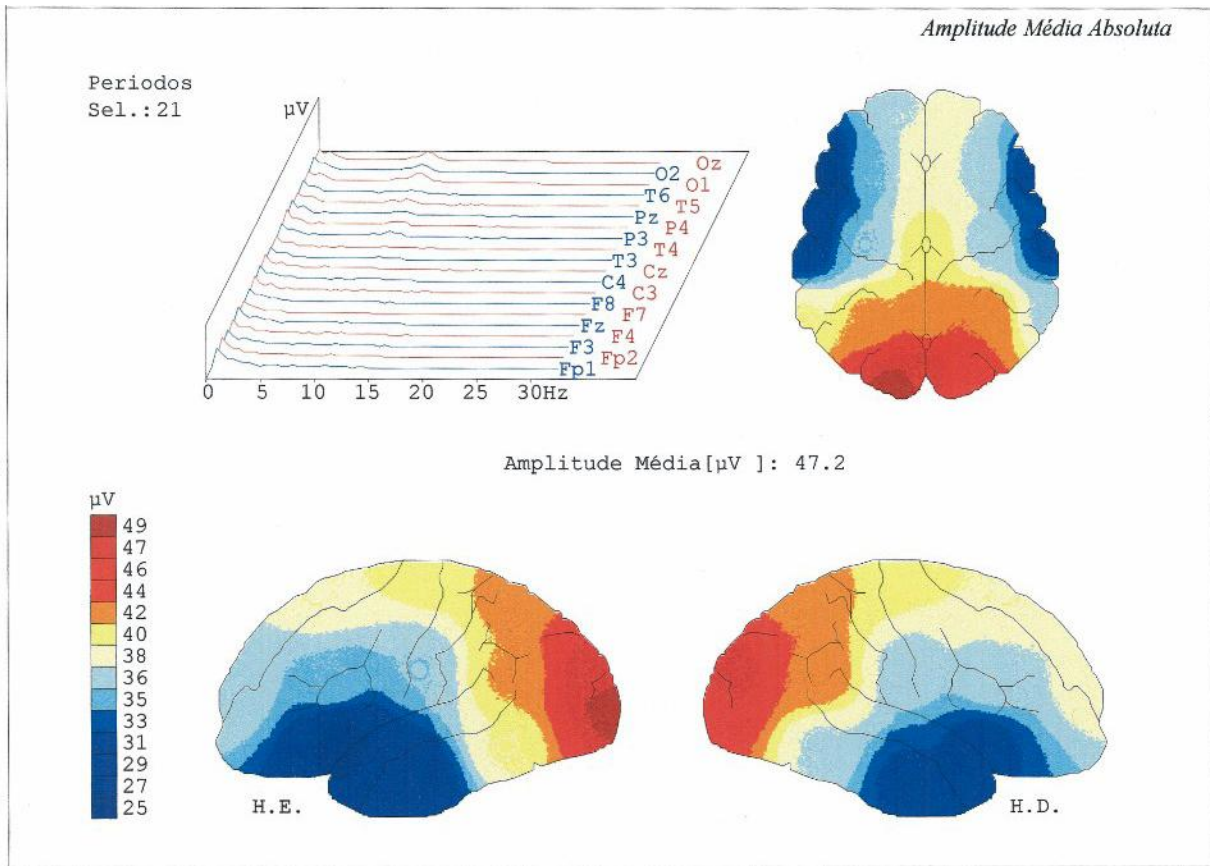 Amplitude Média Absoluta
Periodos
Sel.:21
µV
Oz
O2
O1
T6
T5
Pz
P4
P3
T4
T3
Cz
C4
C3
F8
F7
Fz
F4
F3
Fp2
Fp1
0 5 10 15 20 25 30Hz
Amplitude Média[µV ]: 47.2
µV
49
47
46
44
42
40
38
36
35
33
31
29
27
25
H.E.
H.D.